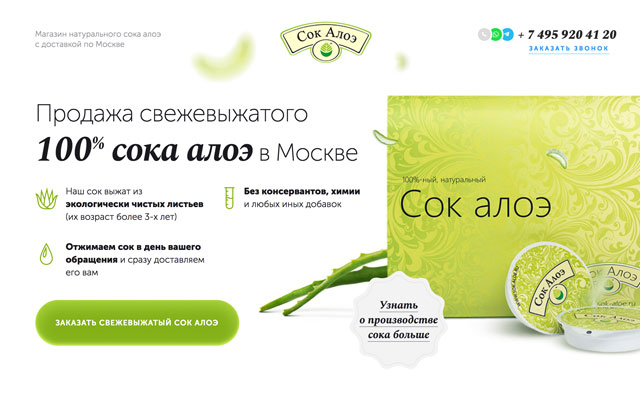 Магазин натурального сока алоэ
с доставкой по Москве
Сок Алоэ
+ 7 495 920 41 20
ЗАКАЗАТЬ ЗВОНОК
Продажа свежевыжатого
100% сока алоэ в Москве
Наш сок выжат из
экологически чистых листьев
(их возраст более 3-х лет)
Без консервантов, химии
и любых иных добавок
Отжимаем сок в день вашего
обращения и сразу доставляем
его вам
ЗАКАЗАТЬ СВЕЖЕВЫЖАТЫЙ СОК АЛОЭ
100%-ный, натуральный
Сок алоэ
Узнать
о производстве
сока больше
Сок Алоэ
Сок Алоэ